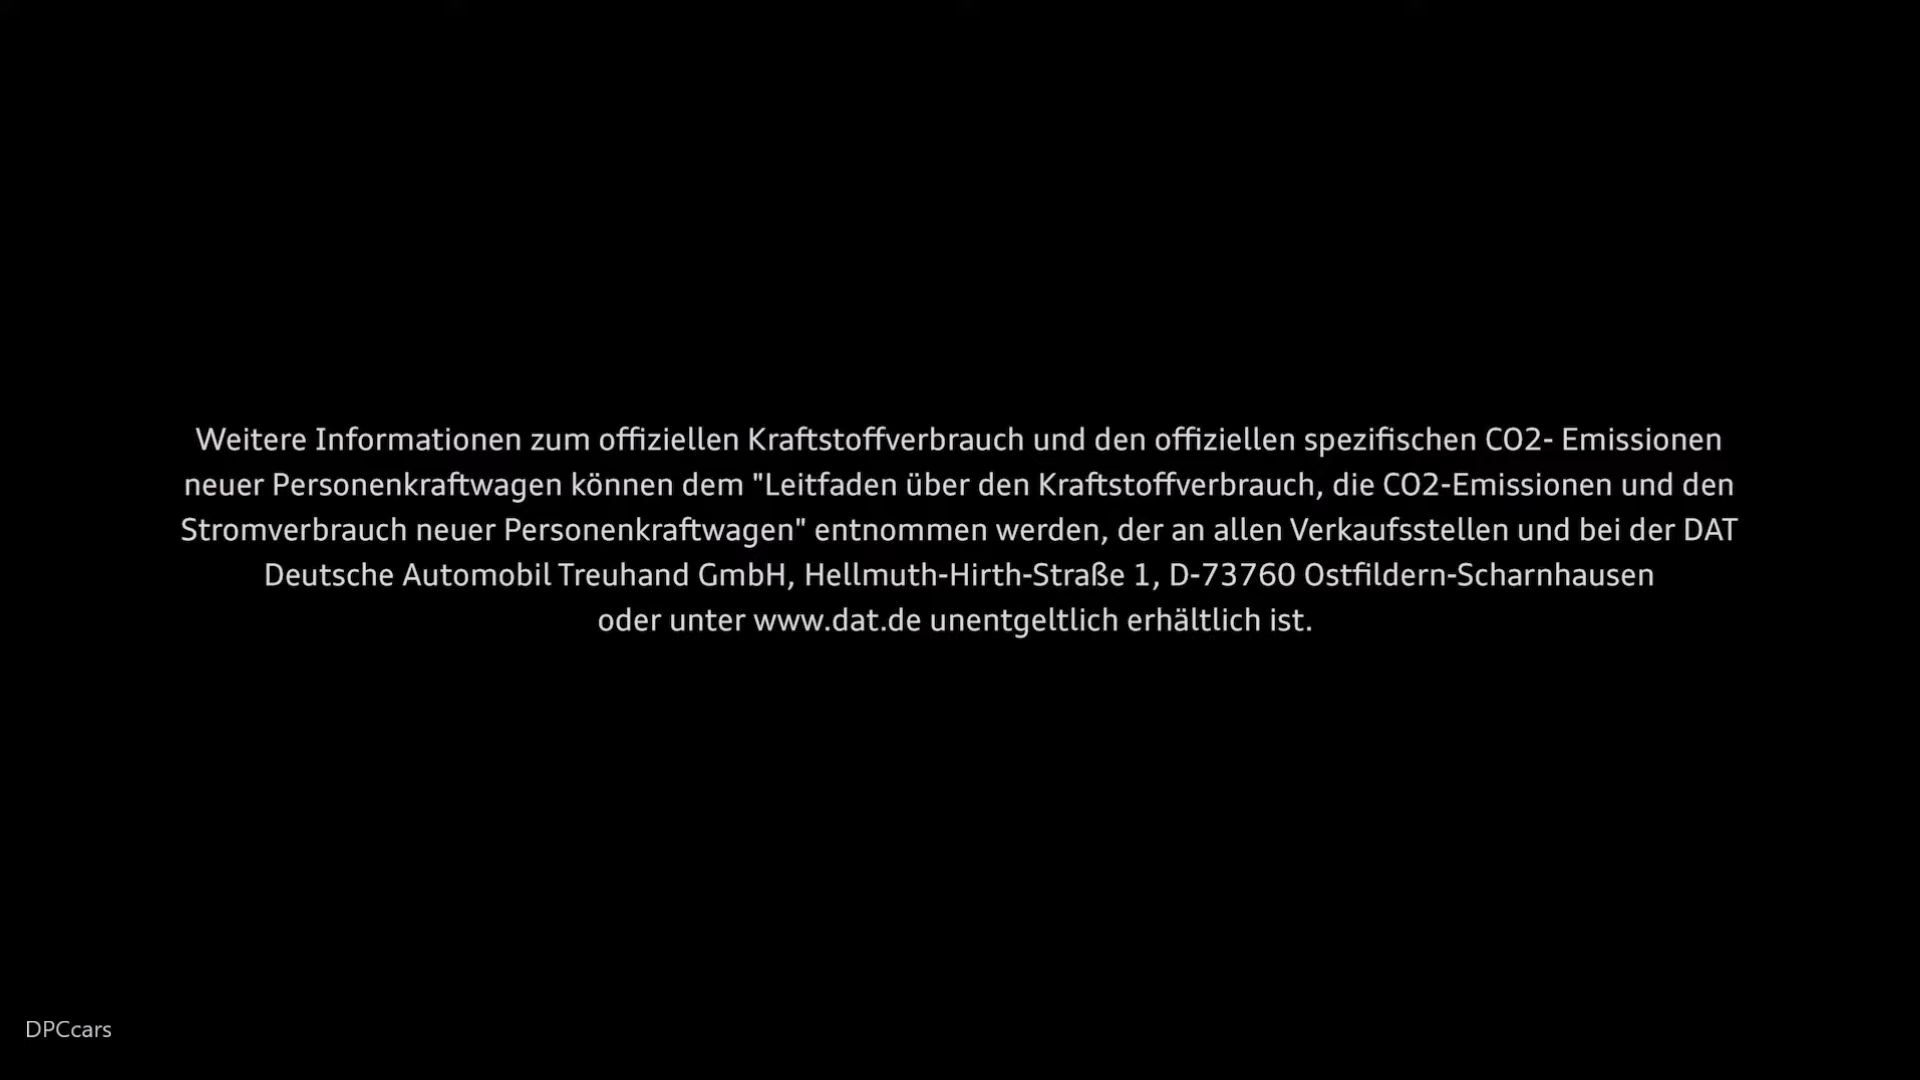 Weitere Informationen zum offiziellen Kraftstoffverbrauch und den offiziellen spezifischen CO2- Emissionen
neuer Personenkraftwagen können dem "Leitfaden über den Kraftstoffverbrauch, die CO2-Emissionen und den
Stromverbrauch neuer Personenkraftwagen" entnommen werden, der an allen Verkaufsstellen und bei der DAT
Deutsche Automobil Treuhand GmbH, Hellmuth-Hirth-Straße 1, D-73760 Ostfildern-Scharnhausen
oder unter www.dat.de unentgeltlich erhältlich ist.
DPCcars